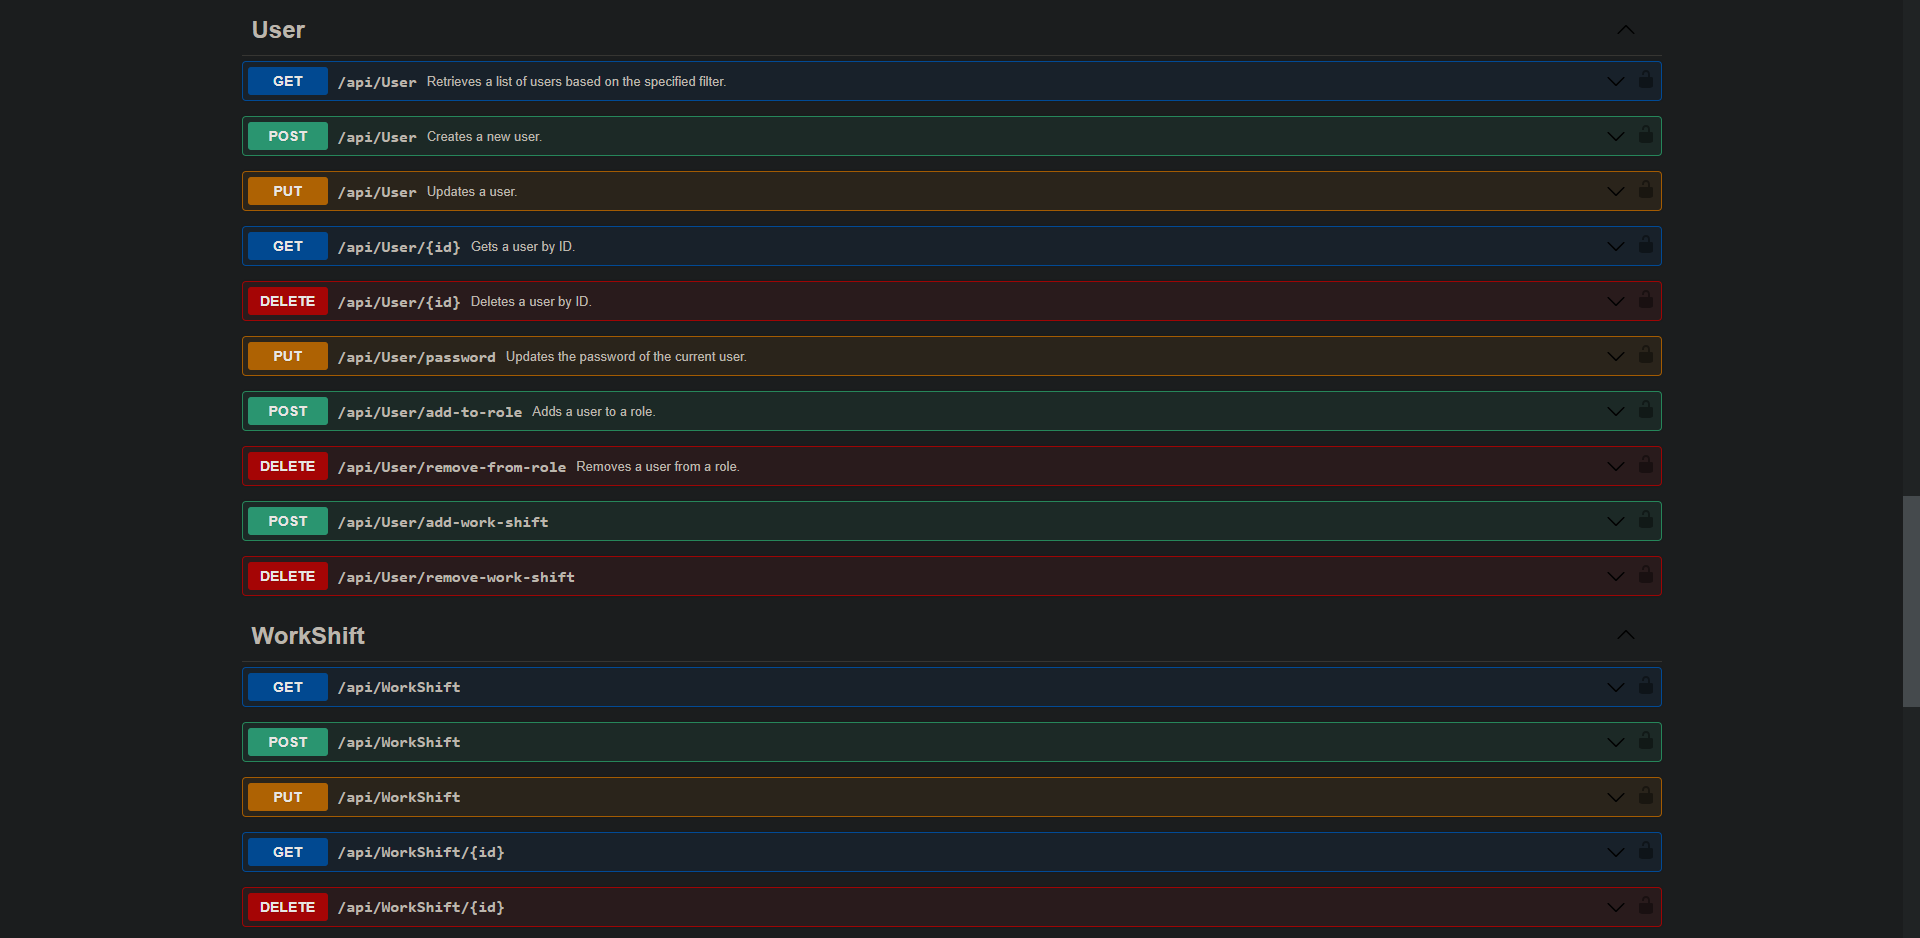 User
GET /api/User Retrieves a list of users based on the specified filter.
POST /api/User Creates a new user.
PUT /api/User Updates a user.
GET /api/User/{id} Gets a user by ID.
DELETE /api/User/{id} Deletes a user by ID.
PUT /api/User/password Updates the password of the current user.
POST /api/User/add-to-role Adds a user to a role.
DELETE /api/User/remove-from-role Removes a user from a role.
POST /api/User/add-work-shift
DELETE /api/User/remove-work-shift
WorkShift
GET /api/WorkShift
POST /api/WorkShift
PUT /api/WorkShift
GET /api/WorkShift/{id}
DELETE /api/WorkShift/{id}